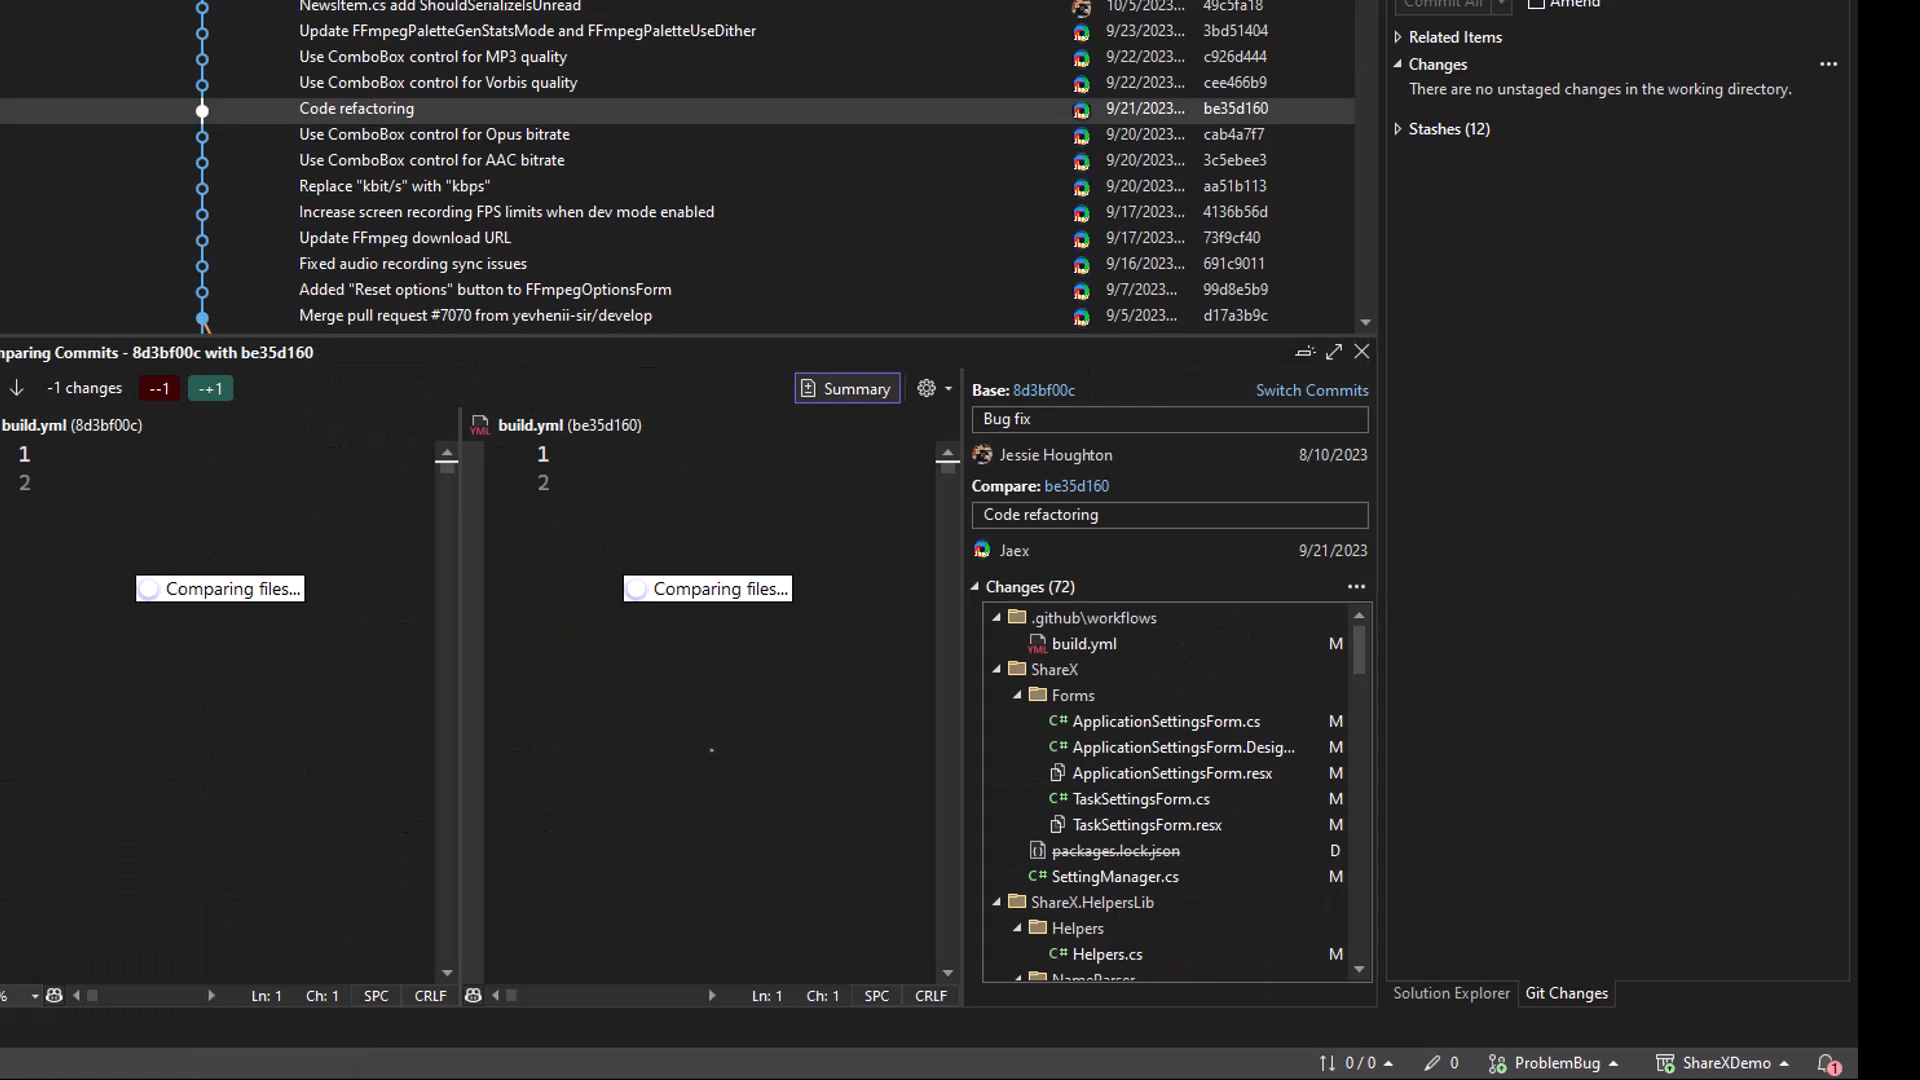 NewsItem.cs add ShouldSerializeIsUnread 10/5/2023... 49c5fa18
Update FFmpegPaletteGenStatsMode and FFmpegPaletteUseDither 9/23/2023... 3bd51404
Use ComboBox control for MP3 quality 9/22/2023... c926d444
Use ComboBox control for Vorbis quality 9/22/2023... cee466b9
Code refactoring 9/21/2023... be35d160
Use ComboBox control for Opus bitrate 9/20/2023... cab4a7f7
Use ComboBox control for AAC bitrate 9/20/2023... 3c5ebee3
Replace "kbit/s" with "kbps" 9/20/2023... aa51b113
Increase screen recording FPS limits when dev mode enabled 9/17/2023... 4136b56d
Update FFmpeg download URL 9/17/2023... 73f9cf40
Fixed audio recording sync issues 9/16/2023... 691c9011
Added "Reset options" button to FFmpegOptionsForm 9/7/2023... 99d8e5b9
Merge pull request #7070 from yevhenii-sir/develop 9/5/2023... d17a3b9c
mparing Commits - 8d3bf00c with be35d160
-1 changes --1 -+1 Summary
build.yml (8d3bf00c) build.yml (be35d160)
1 1
2 2
Comparing files... Comparing files...
% Ln: 1 Ch: 1 SPC CRLF Ln: 1 Ch: 1 SPC CRLF
Base: 8d3bf00c Switch Commits
Bug fix
Jessie Houghton 8/10/2023
Compare: be35d160
Code refactoring
Jaex 9/21/2023
Changes (72)
.github\workflows
YML build.yml M
ShareX
Forms
C# ApplicationSettingsForm.cs M
C# ApplicationSettingsForm.Desig... M
ApplicationSettingsForm.resx M
C# TaskSettingsForm.cs M
TaskSettingsForm.resx M
packages.lock.json D
C# SettingManager.cs M
ShareX.HelpersLib
Helpers
C# Helpers.cs M
NameParser
Commit All Amend
Related Items
Changes
There are no unstaged changes in the working directory.
Stashes (12)
Solution Explorer Git Changes
0 / 0 0 ProblemBug ShareXDemo 1